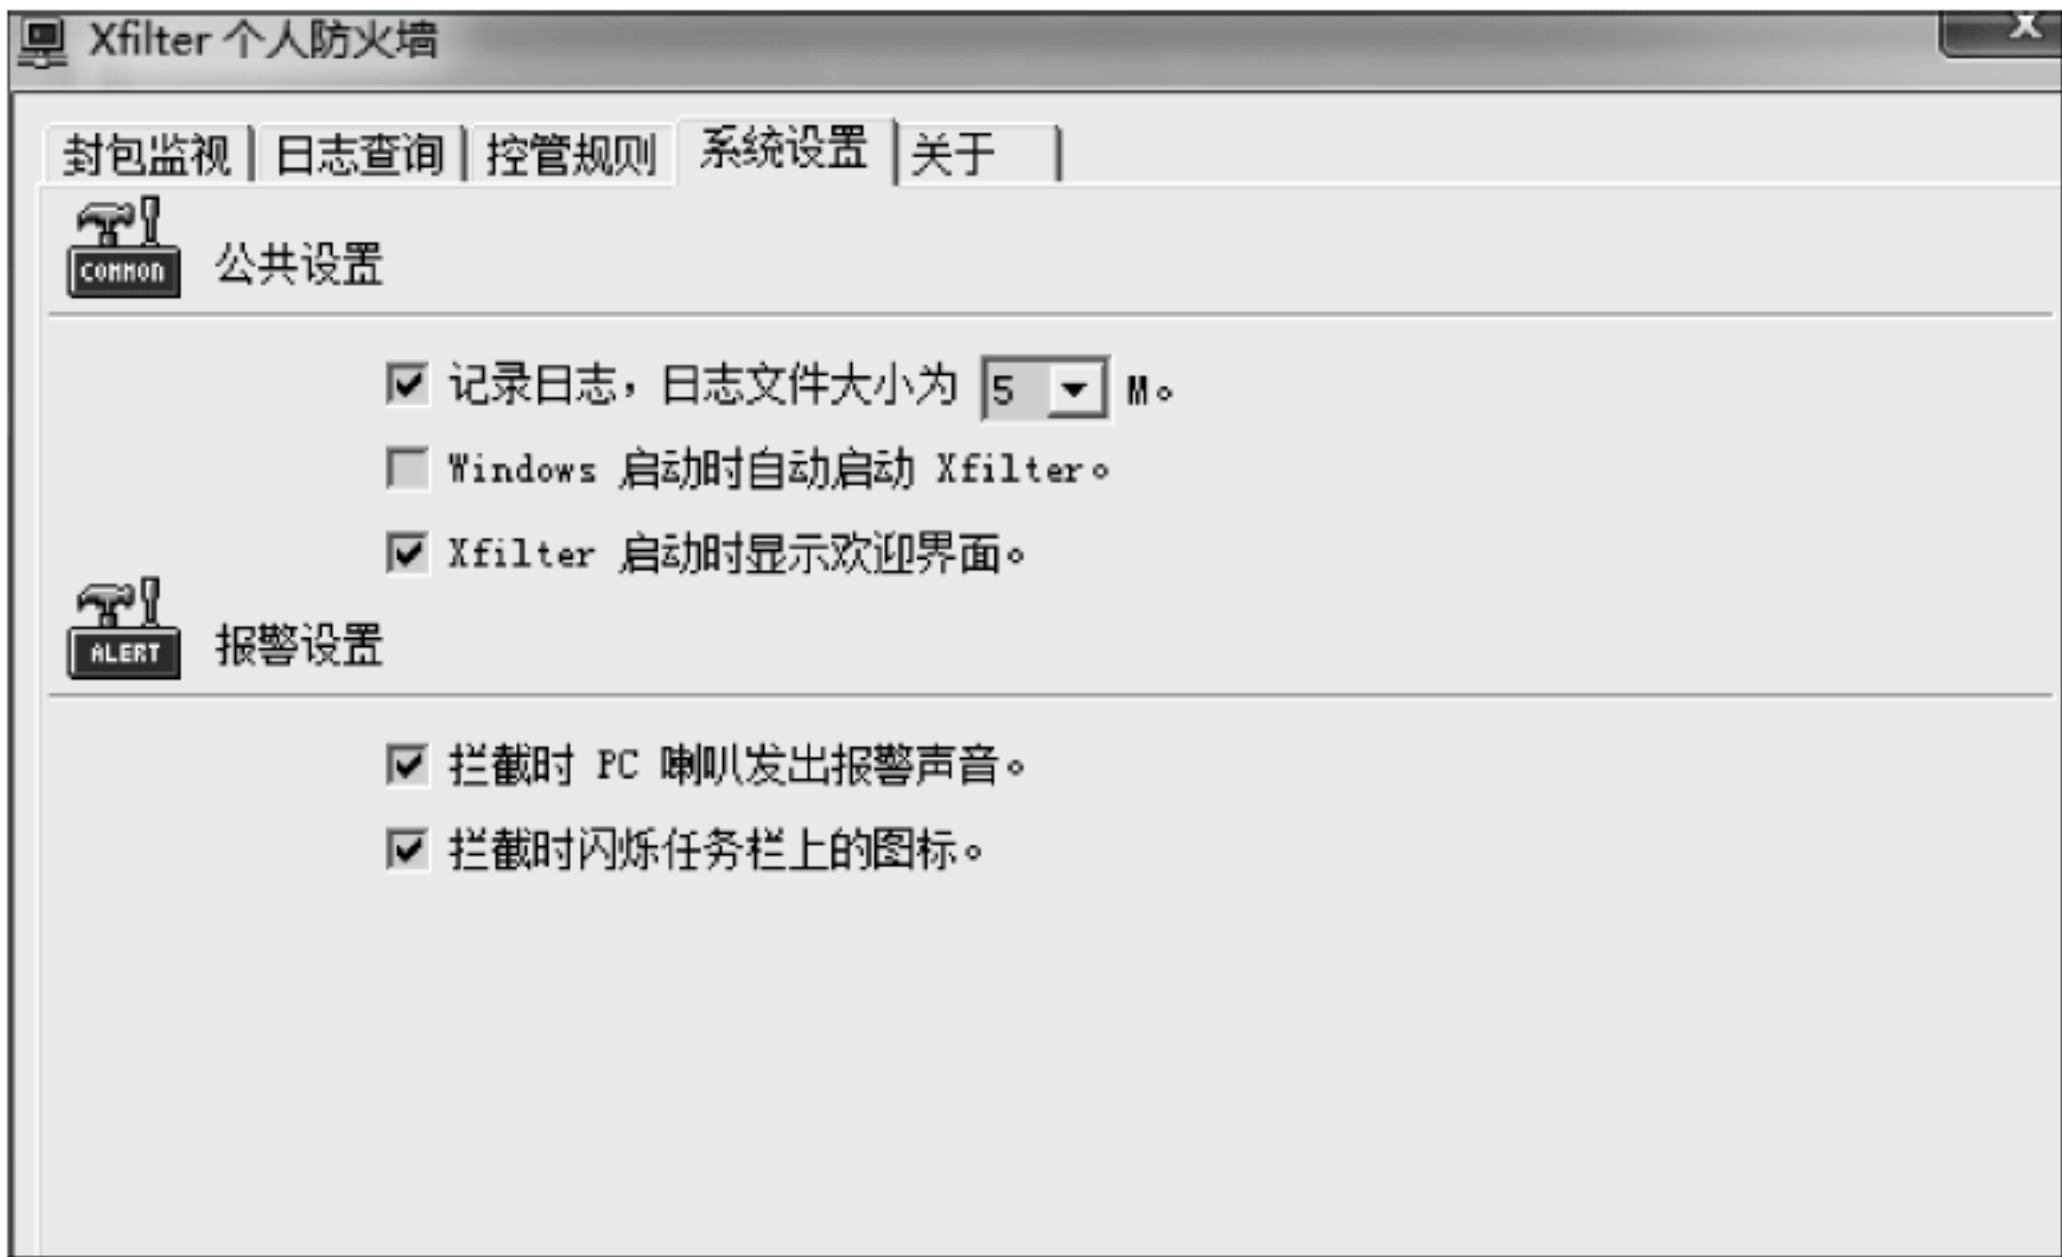 Xfilter 个人防火墙
封包监视 日志查询 控管规则 系统设置 关于
COMMON 公共设置
记录日志，日志文件大小为 5 M。
Windows 启动时自动启动 Xfilter。
Xfilter 启动时显示欢迎界面。
ALERT 报警设置
拦截时 PC 喇叭发出报警声音。
拦截时闪烁任务栏上的图标。